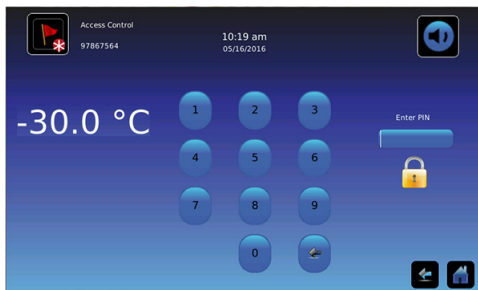 Access Control
97867564
10:19 am
05/16/2016
-30.0 °C
1 2 3
4 5 6
7 8 9
0
Enter PIN